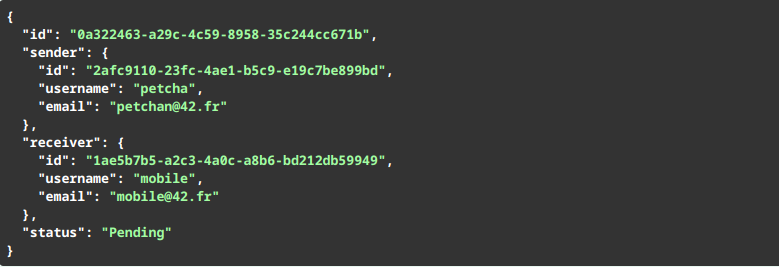 {
  "id": "0a322463-a29c-4c59-8958-35c244cc671b",
  "sender": {
    "id": "2afc9110-23fc-4ae1-b5c9-e19c7be899bd",
    "username": "petcha",
    "email": "petchan@42.fr"
  },
  "receiver": {
    "id": "1ae5b7b5-a2c3-4a0c-a8b6-bd212db59949",
    "username": "mobile",
    "email": "mobile@42.fr"
  },
  "status": "Pending"
}